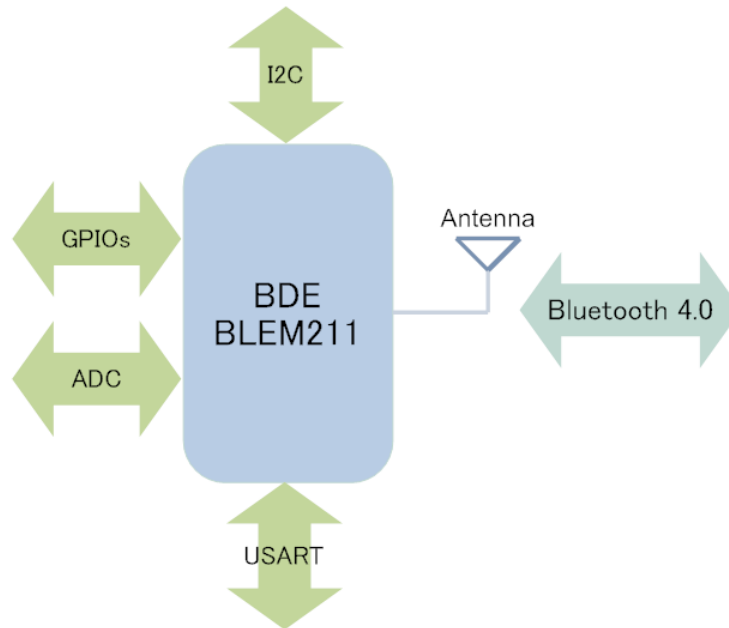 I2C
GPIOs
Antenna
BDE
BLEM211
Bluetooth 4.0
ADC
USART